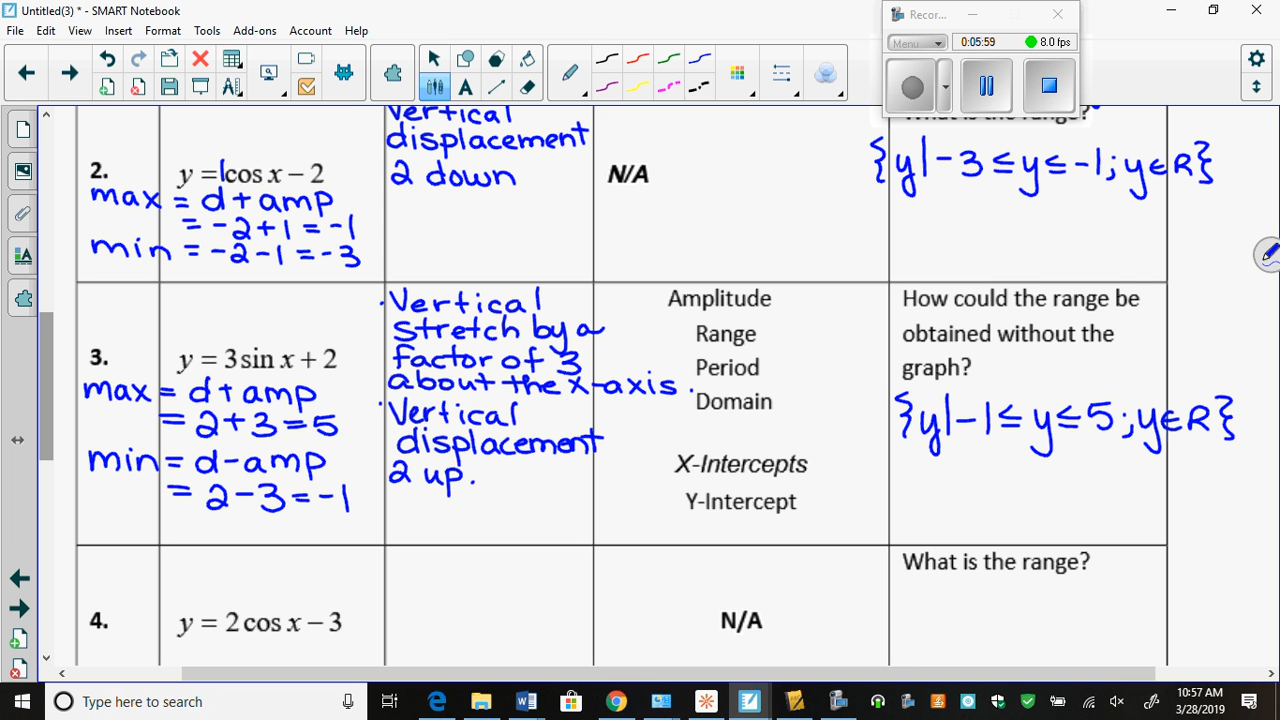 Untitled(3) * - SMART Notebook
File Edit View Insert Format Tools Add-ons Account Help
Recor...
Menu
0:05:59
8.0 fps
vertical
displacement
2 down
2.
y = 1cos x – 2
max = d + amp
= -2+1 = -1
min = -2-1 = -3
N/A
What is the range?
{y|-3 ≤ y ≤ -1; y∈R}
3.
y = 3 sin x + 2
max = d + amp
= 2+3 = 5
min = d - amp
= 2-3 = -1
· Vertical
stretch by a
factor of 3
about the x-axis.
· Vertical
displacement
2 up.
Amplitude
Range
Period
Domain
X-Intercepts
Y-Intercept
How could the range be
obtained without the
graph?
{y|-1 ≤ y ≤ 5; y∈R}
4.
y = 2 cos x – 3
N/A
What is the range?
Type here to search
10:57 AM
3/28/2019